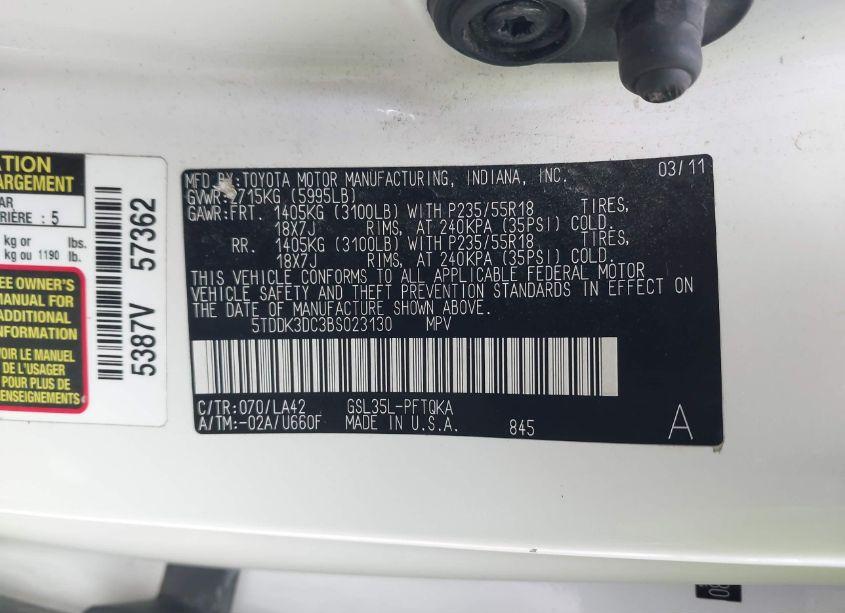 ATION
ARGEMENT
AR
RIÈRE : 5
kg or lbs.
kg ou 1190 lb.
EE OWNER'S
MANUAL FOR
ADDITIONAL
NFORMATION
VOIR LE MANUEL
DE L'USAGER
POUR PLUS DE
ENSEIGNEMENTS
5387V 57362
MFD BY:TOYOTA MOTOR MANUFACTURING, INDIANA, INC. 03/11
GVWR:2715KG (5995LB)
GAWR:FRT. 1405KG (3100LB) WITH P235/55R18 TIRES,
18X7J RIMS, AT 240KPA (35PSI) COLD.
RR. 1405KG (3100LB) WITH P235/55R18 TIRES,
18X7J RIMS, AT 240KPA (35PSI) COLD.
THIS VEHICLE CONFORMS TO ALL APPLICABLE FEDERAL MOTOR
VEHICLE SAFETY AND THEFT PREVENTION STANDARDS IN EFFECT ON
THE DATE OF MANUFACTURE SHOWN ABOVE.
5TDDK3DC3BS023130 MPV
C/TR:070/LA42 GSL35L-PFTQKA
A/TM:-02A/U660F MADE IN U.S.A. 845 A